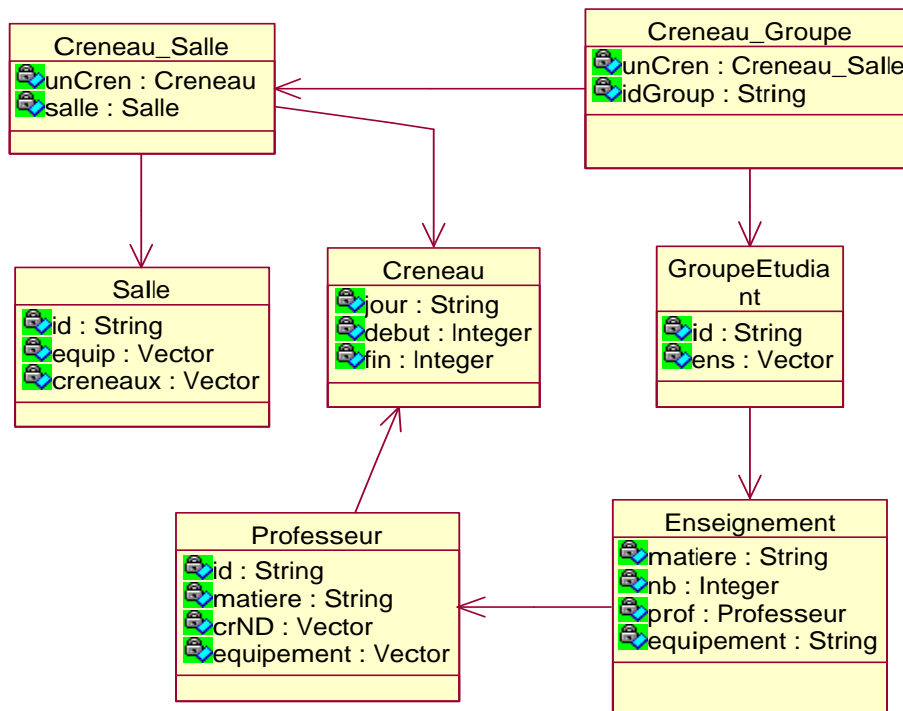 Creneau_Salle
unCren : Creneau
salle : Salle
Creneau_Groupe
unCren : Creneau_Salle
idGroup : String
Salle
id : String
equip : Vector
creneaux : Vector
Creneau
jour : String
debut : Integer
fin : Integer
GroupeEtudia
nt
id : String
ens : Vector
Professeur
id : String
matiere : String
crND : Vector
equipement : Vector
Enseignement
matiere : String
nb : Integer
prof : Professeur
equipement : String